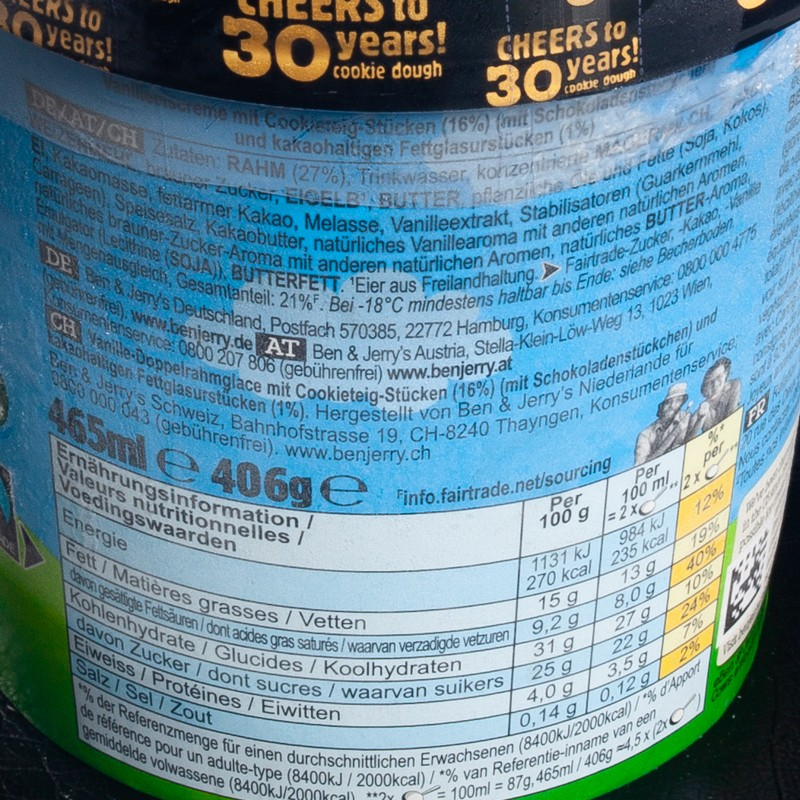 CHEERS to
30 years!
cookie dough
CHEERS to
30 years!
cookie dough
CHEERS to
30 years!
cookie dough
Vanilleeiscreme mit Cookieteig-Stücken (16%) (mit Schokoladenstü
und kakaohaltigen Fettglasurstücken (1%)
DE/AT/CH Zutaten: RAHM (27%), Trinkwasser, konzentrierte MAGERMILCH,
WEIZENMEHL, brauner Zucker, EIGELB¹, BUTTER, pflanzliche Öle und Fette (Soja, Kokos),
EI, Kakaomasse, fettarmer Kakao, Melasse, Vanilleextrakt, Stabilisatoren (Guarkernmehl,
Carrageen), Speisesalz, Kakaobutter, natürliches Vanillearoma mit anderen natürlichen Aromen,
natürliches brauner-Zucker-Aroma mit anderen natürlichen Aromen, natürliches BUTTER-Aroma,
Emulgator (Lecithine (SOJA)), BUTTERFETT. ¹Eier aus Freilandhaltung. ➤ Fairtrade-Zucker, -Kakao, -Vanille
mit Mengenausgleich, Gesamtanteil: 21%ᶠ. Bei -18°C mindestens haltbar bis Ende: siehe Becherboden
DE Ben & Jerry's Deutschland, Postfach 570385, 22772 Hamburg, Konsumentenservice: 0800 000 4776
(gebührenfrei). www.benjerry.de AT Ben & Jerry's Austria, Stella-Klein-Löw-Weg 13, 1023 Wien,
Konsumentenservice: 0800 207 806 (gebührenfrei) www.benjerry.at
CH Vanille-Doppelrahmglace mit Cookieteig-Stücken (16%) (mit Schokoladenstückchen) und
kakaohaltigen Fettglasurstücken (1%). Hergestellt von Ben & Jerry's Niederlande für
Ben & Jerry's Schweiz, Bahnhofstrasse 19, CH-8240 Thayngen, Konsumentenservice:
0800 000 043 (gebührenfrei). www.benjerry.ch
465ml ℮ 406g ℮
ᶠinfo.fairtrade.net/sourcing
FR
Ernährungsinformation /
Valeurs nutritionnelles /
Voedingswaarden
Per 100 g
Per 100 ml = 2 x **
%* per 2 x **
Energie 1131 kJ 270 kcal 984 kJ 235 kcal 12%
Fett / Matières grasses / Vetten 15 g 13 g 19%
davon gesättigte Fettsäuren / dont acides gras saturés / waarvan verzadigde vetzuren 9,2 g 8,0 g 40%
Kohlenhydrate / Glucides / Koolhydraten 31 g 27 g 10%
davon Zucker / dont sucres / waarvan suikers 25 g 22 g 24%
Eiweiss / Protéines / Eiwitten 4,0 g 3,5 g 7%
Salz / Sel / Zout 0,14 g 0,12 g 2%
*% der Referenzmenge für einen durchschnittlichen Erwachsenen (8400kJ/2000kcal) / *% d'Apport
de référence pour un adulte-type (8400kJ / 2000kcal) / *% van Referentie-inname van een
gemiddelde volwassene (8400kJ/2000kcal). **2x = 100ml = 87g, 465ml / 406g =4,5 x (2x )